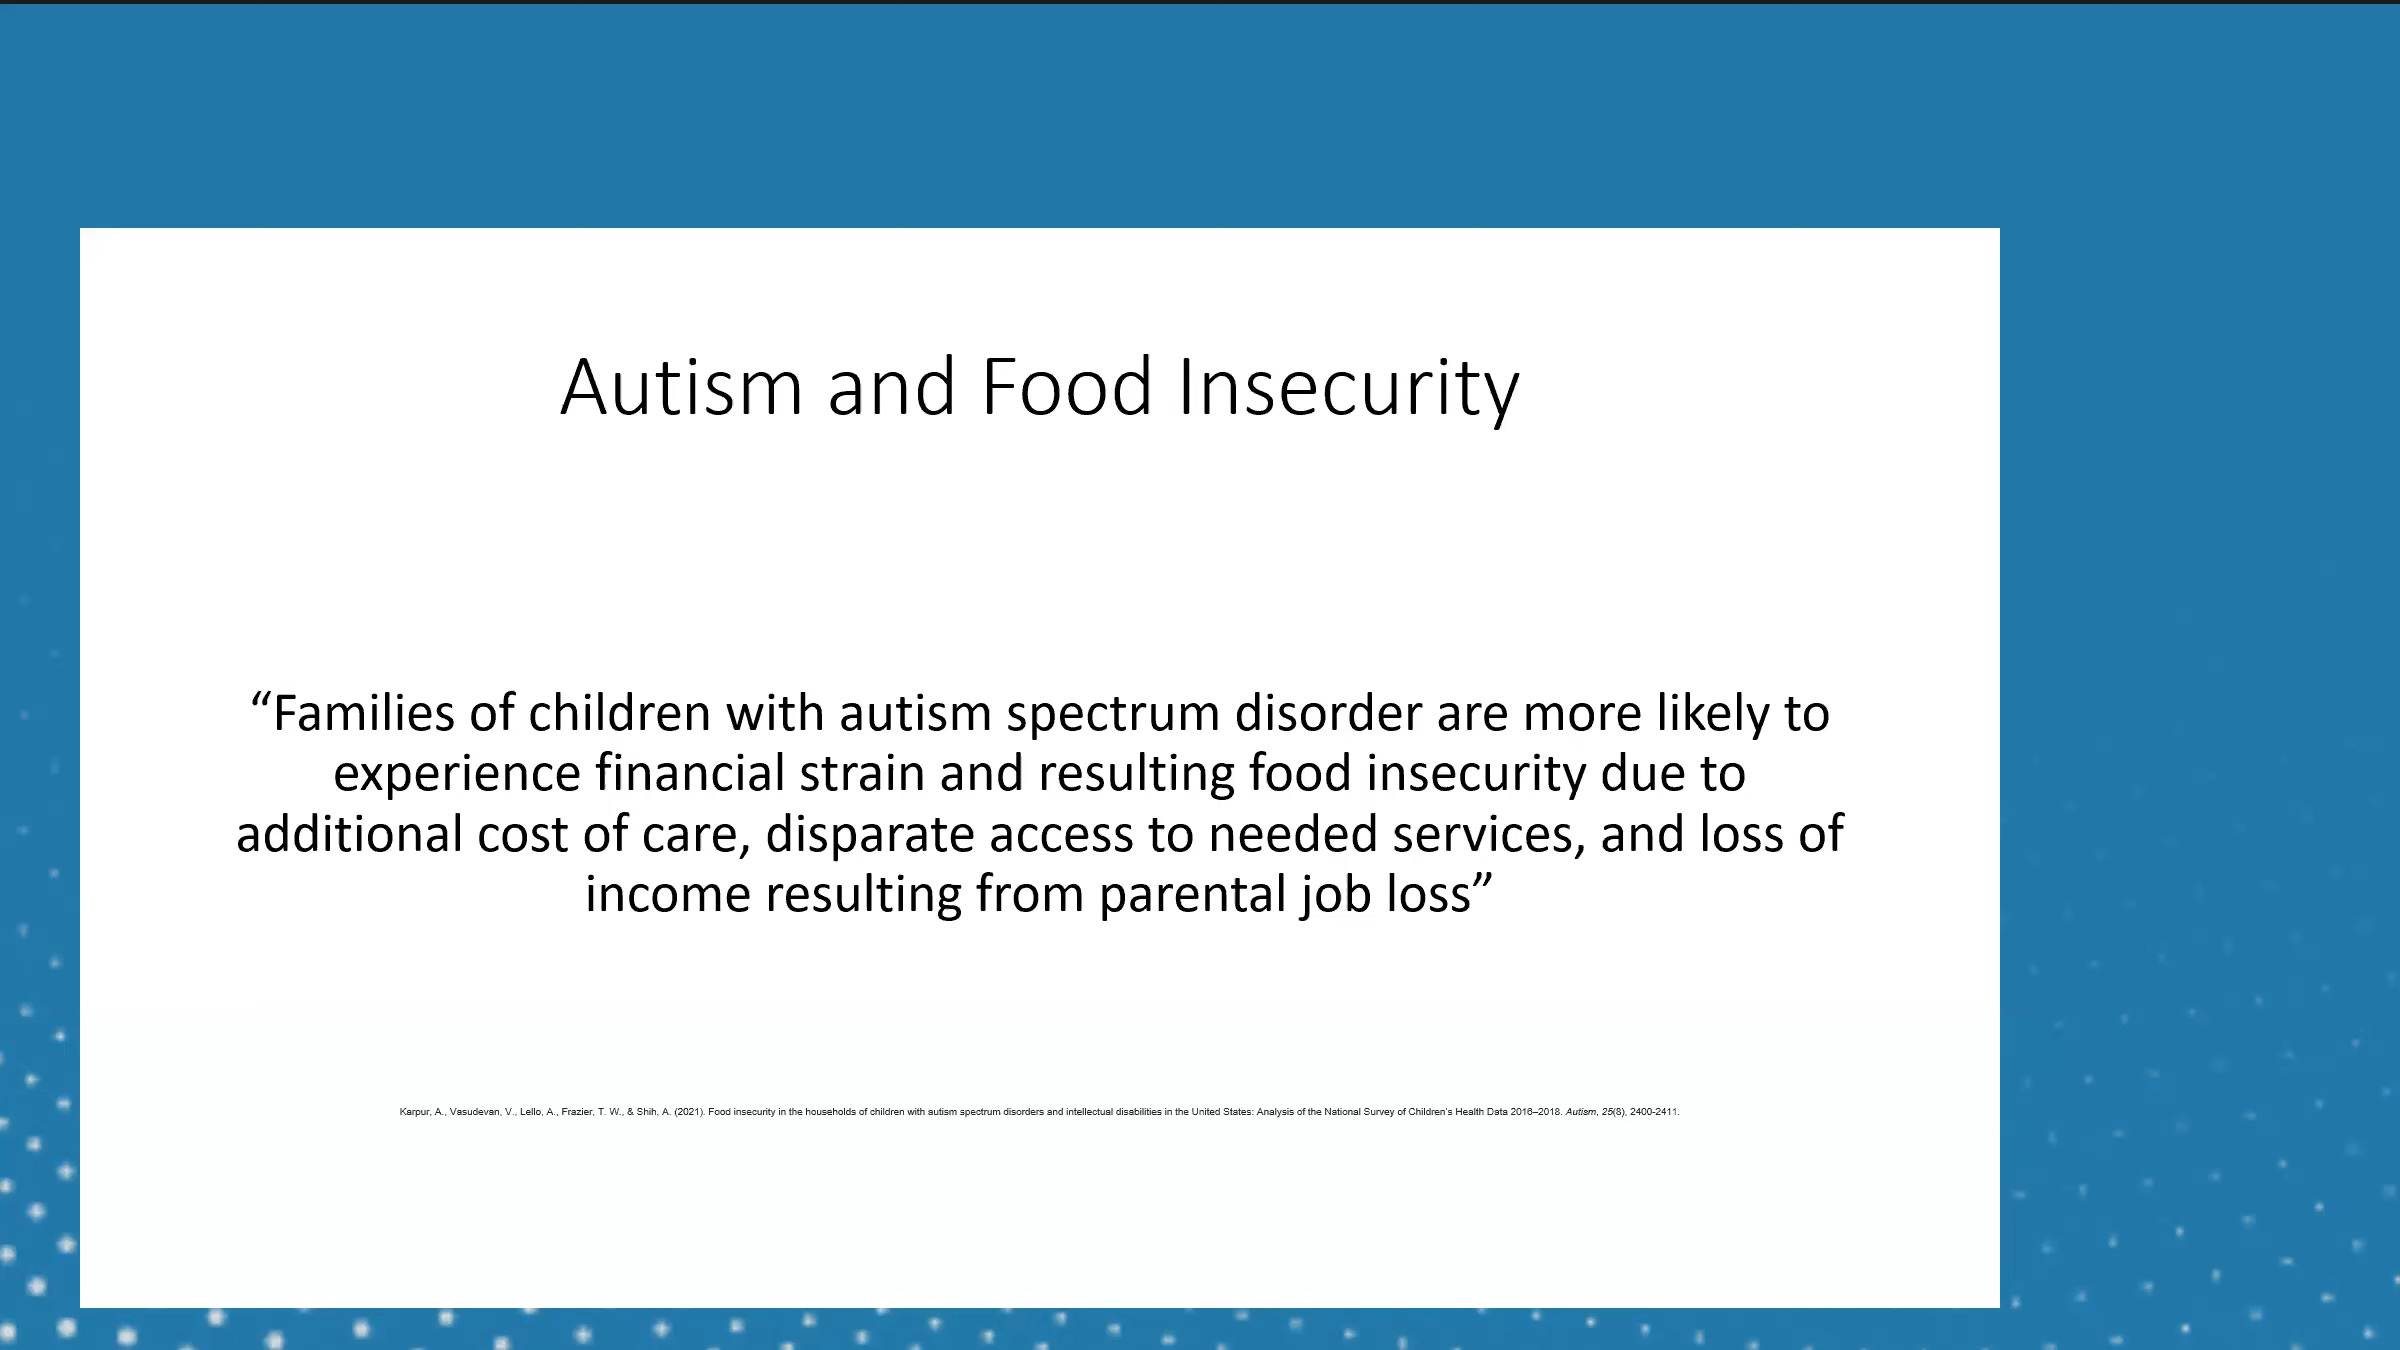 Autism and Food Insecurity
“Families of children with autism spectrum disorder are more likely to
experience financial strain and resulting food insecurity due to
additional cost of care, disparate access to needed services, and loss of
income resulting from parental job loss”
Karpur, A., Vasudevan, V., Lello, A., Frazier, T. W., & Shih, A. (2021). Food insecurity in the households of children with autism spectrum disorders and intellectual disabilities in the United States: Analysis of the National Survey of Children’s Health Data 2016–2018. Autism, 25(8), 2400-2411.